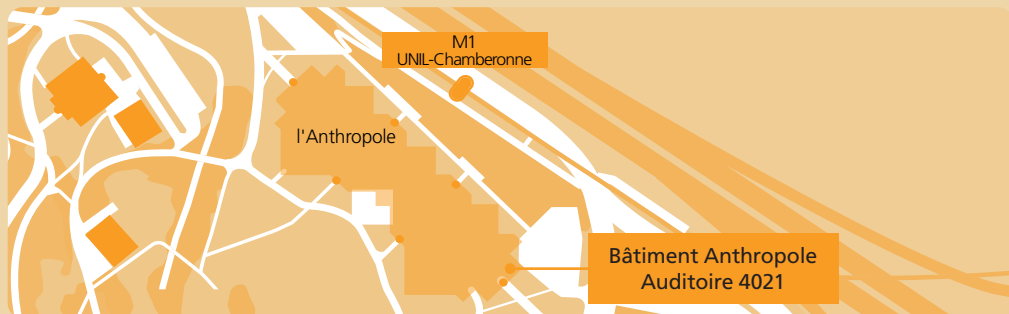 M1
UNIL-Chamberonne
l'Anthropole
Bâtiment Anthropole
Auditoire 4021